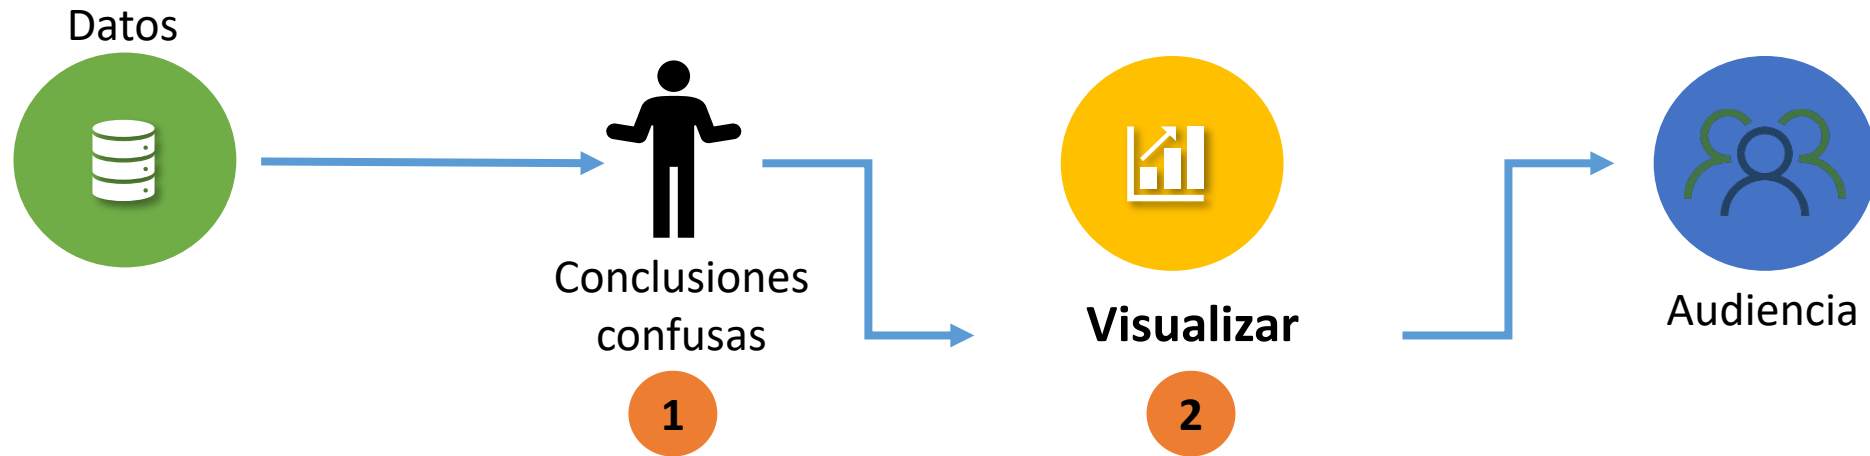 Datos
Conclusiones
confusas
1
Visualizar
2
Audiencia